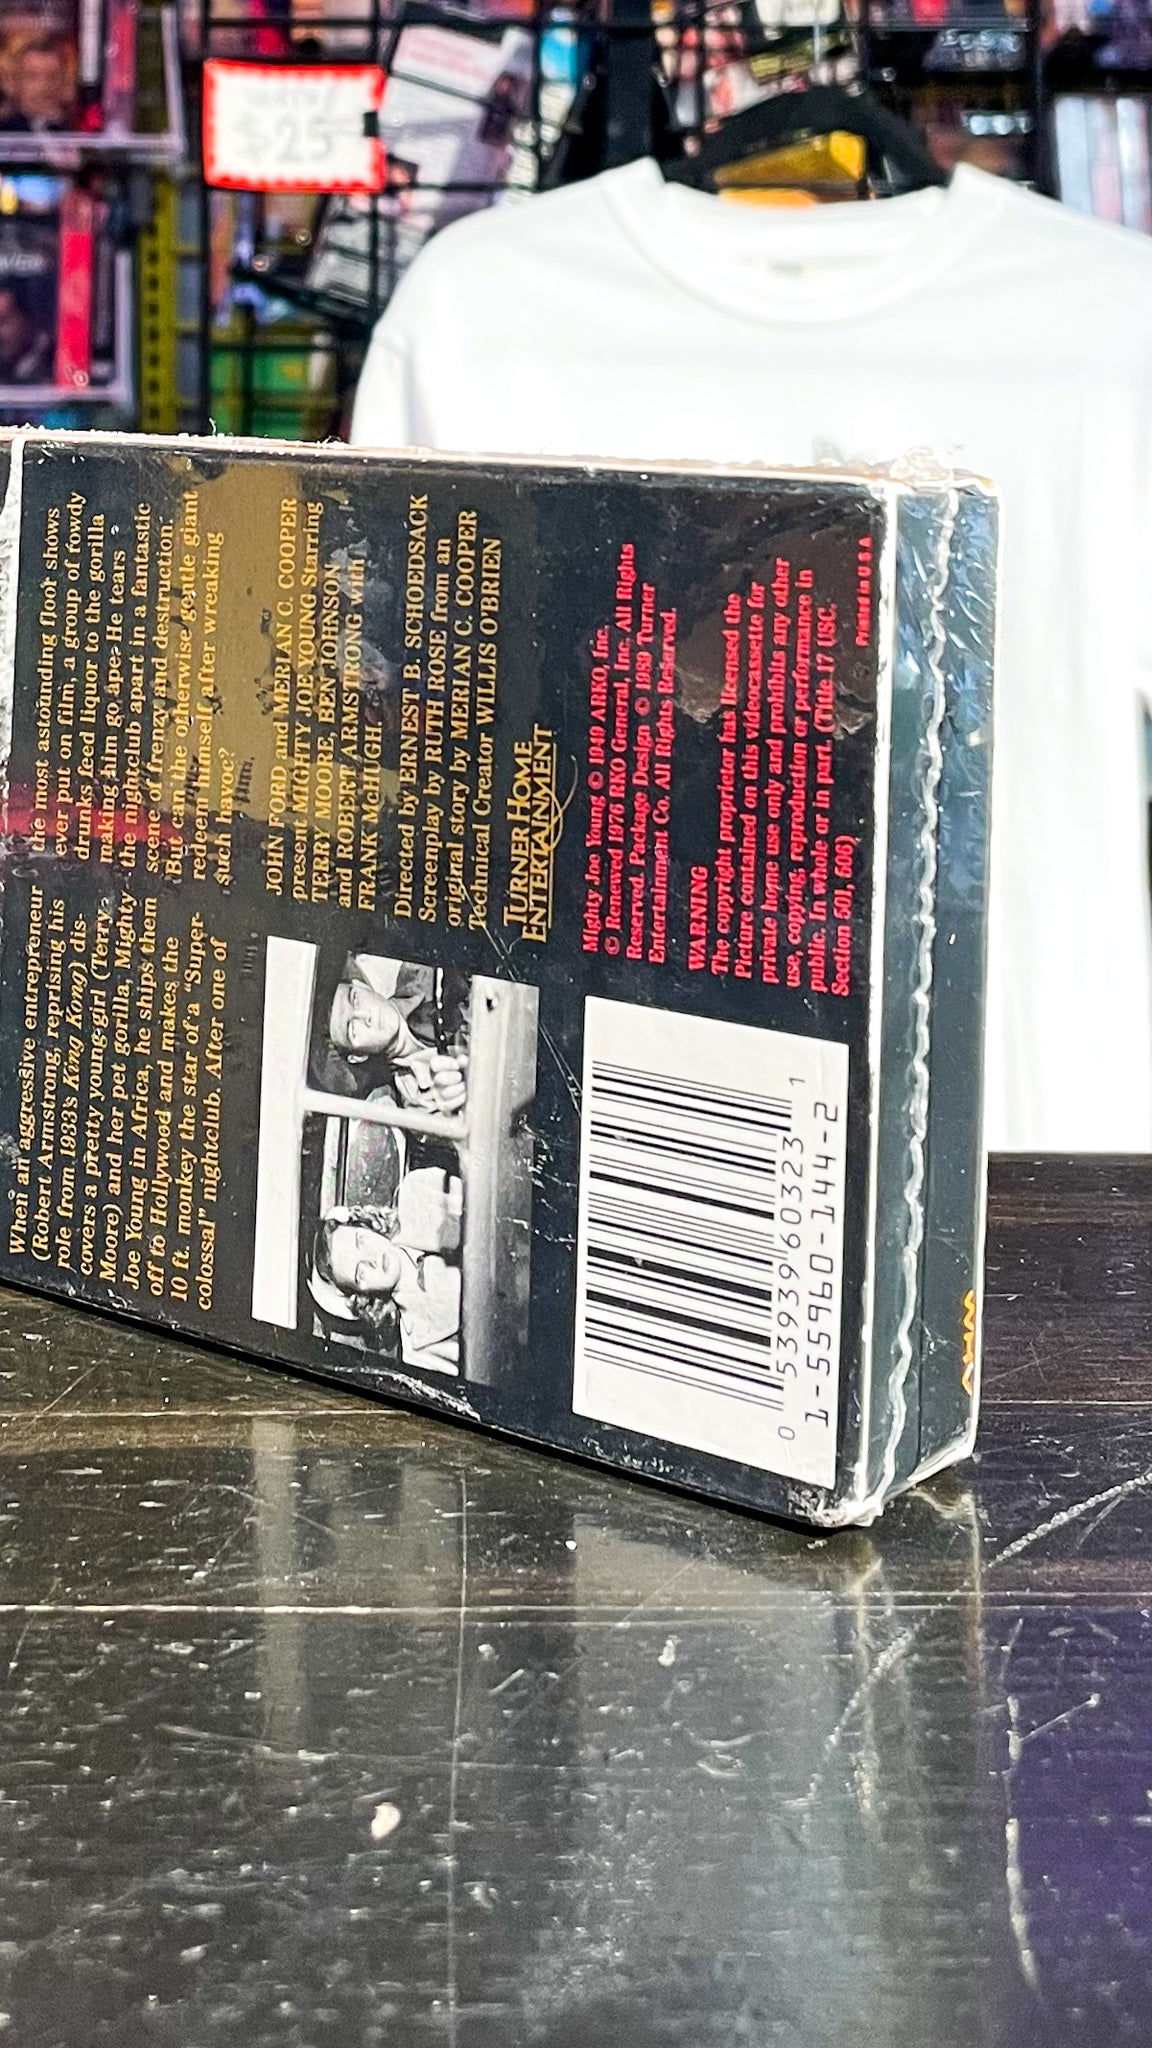 $25
When an aggressive entrepreneur
(Robert Armstrong, reprising his
role from 1933's King Kong) dis-
covers a pretty young girl (Terry
Moore) and her pet gorilla, Mighty
Joe Young in Africa, he ships them
off to Hollywood and makes the
10 ft. monkey the star of a "Super-
colossal" nightclub. After one of
the most astounding floor shows
ever put on film, a group of rowdy
drunks feed liquor to the gorilla
making him go ape. He tears
the nightclub apart in a fantastic
scene of frenzy and destruction.
But can the otherwise gentle giant
redeem himself after wreaking
such havoc?
JOHN FORD and MERIAN C. COOPER
present MIGHTY JOE YOUNG Starring
TERRY MOORE, BEN JOHNSON
and ROBERT ARMSTRONG with
FRANK McHUGH
Directed by ERNEST B. SCHOEDSACK
Screenplay by RUTH ROSE from an
original story by MERIAN C. COOPER
Technical Creator WILLIS O'BRIEN
TURNER HOME
ENTERTAINMENT
Mighty Joe Young © 1949 ARKO, Inc.
© Renewed 1976 RKO General, Inc. All Rights
Reserved. Package Design © 1989 Turner
Entertainment Co. All Rights Reserved.
WARNING
The copyright proprietor has licensed the
Picture contained on this videocassette for
private home use only and prohibits any other
use, copying, reproduction or performance in
public. In whole or in part. (Title 17 USC.
Section 501, 506)
Printed in U.S.A.
0 53939 60323 1
1-55960-144-2
VHS